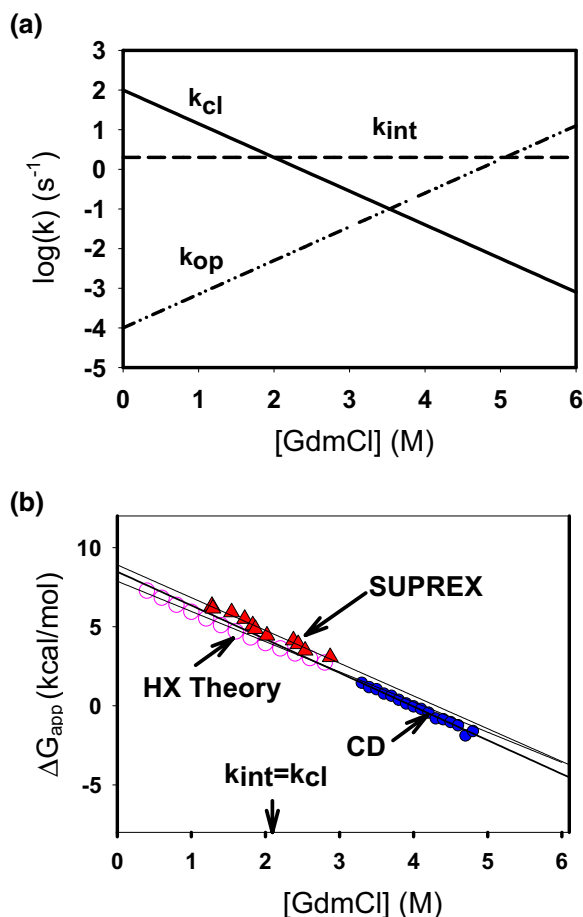 (a)
3
2
1
0
-1
-2
-3
-4
-5
log(k) (s⁻¹)
kcl
kint
kop
0 1 2 3 4 5 6
[GdmCl] (M)
(b)
10
5
0
-5
ΔGapp (kcal/mol)
SUPREX
HX Theory
CD
kint=kcl
0 1 2 3 4 5 6
[GdmCl] (M)